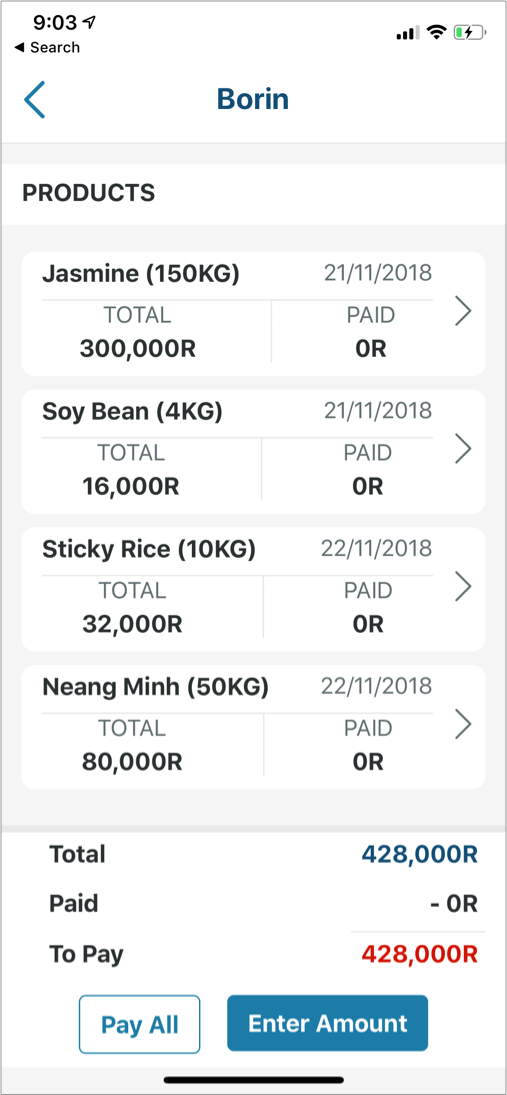 9:03
Search
Borin
PRODUCTS
Jasmine (150KG) 21/11/2018
TOTAL PAID
300,000R 0R
Soy Bean (4KG) 21/11/2018
TOTAL PAID
16,000R 0R
Sticky Rice (10KG) 22/11/2018
TOTAL PAID
32,000R 0R
Neang Minh (50KG) 22/11/2018
TOTAL PAID
80,000R 0R
Total 428,000R
Paid - 0R
To Pay 428,000R
Pay All Enter Amount